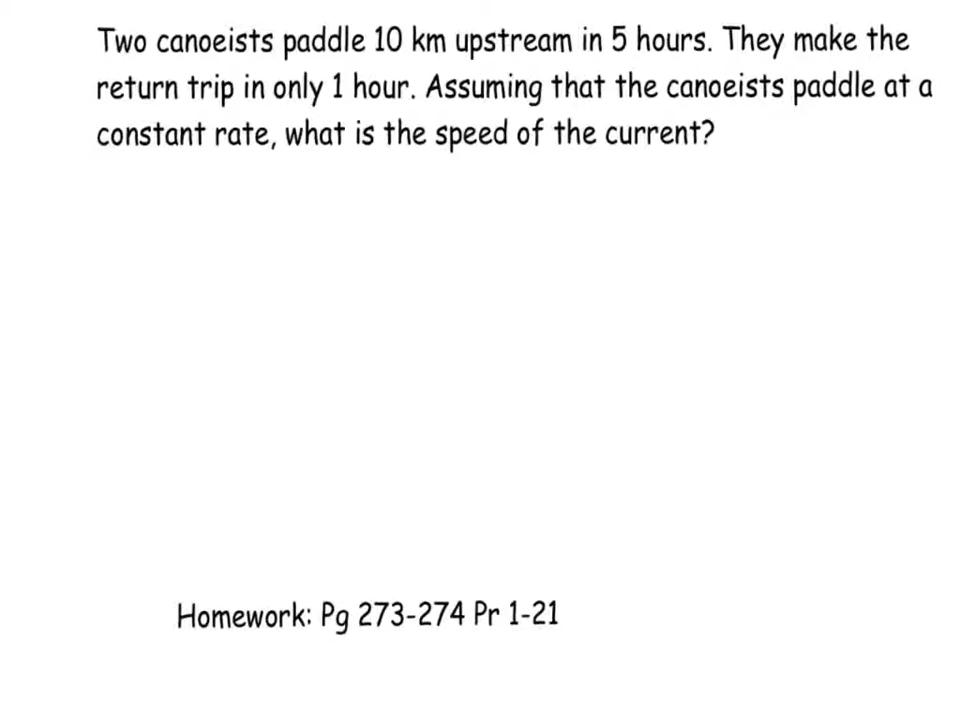 Two canoeists paddle 10 km upstream in 5 hours. They make the
return trip in only 1 hour. Assuming that the canoeists paddle at a
constant rate, what is the speed of the current?
Homework: Pg 273-274 Pr 1-21